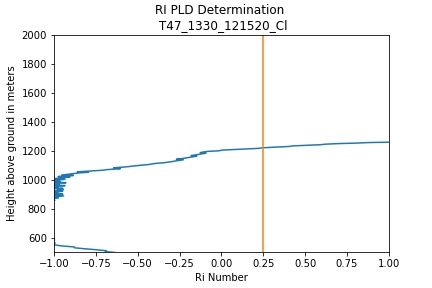 RI PLD Determination
T47_1330_121520_Cl
Height above ground in meters
2000
1800
1600
1400
1200
1000
800
600
−1.00 −0.75 −0.50 −0.25 0.00 0.25 0.50 0.75 1.00
Ri Number